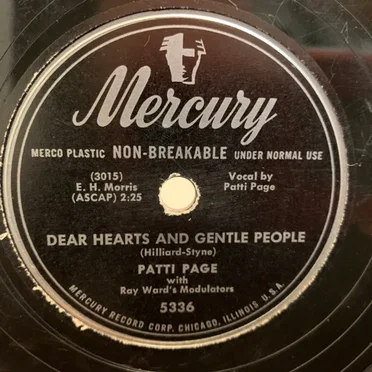 Mercury
MERCO PLASTIC NON-BREAKABLE UNDER NORMAL USE
(3015)
E. H. Morris
(ASCAP) 2:25
Vocal by
Patti Page
DEAR HEARTS AND GENTLE PEOPLE
(Hilliard-Styne)
PATTI PAGE
with
Ray Ward's Modulators
5336
MERCURY RECORD CORP. CHICAGO, ILLINOIS U.S.A.